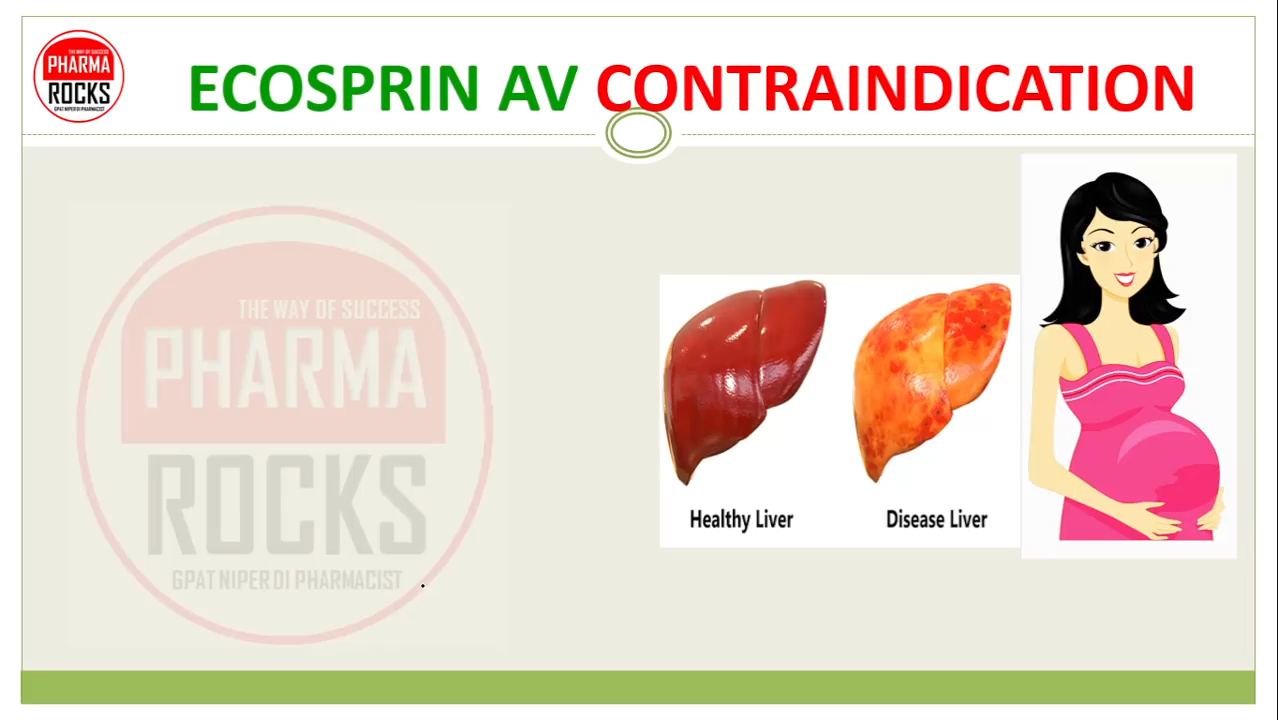 THE WAY OF SUCCESS
PHARMA
ROCKS
GPAT NIPER DI PHARMACIST
ECOSPRIN AV CONTRAINDICATION
THE WAY OF SUCCESS
PHARMA
ROCKS
GPAT NIPER DI PHARMACIST
Healthy Liver
Disease Liver